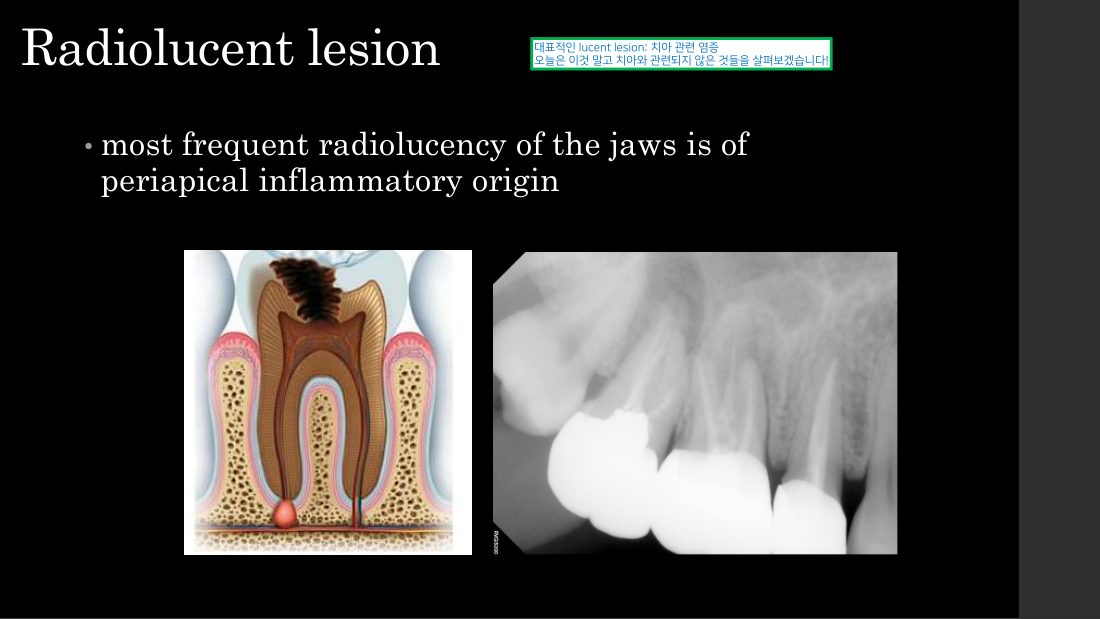 Radiolucent lesion
대표적인 lucent lesion: 치아 관련 염증
오늘은 이것 말고 치아와 관련되지 않은 것들을 살펴보겠습니다!
• most frequent radiolucency of the jaws is of
periapical inflammatory origin
RVG5200